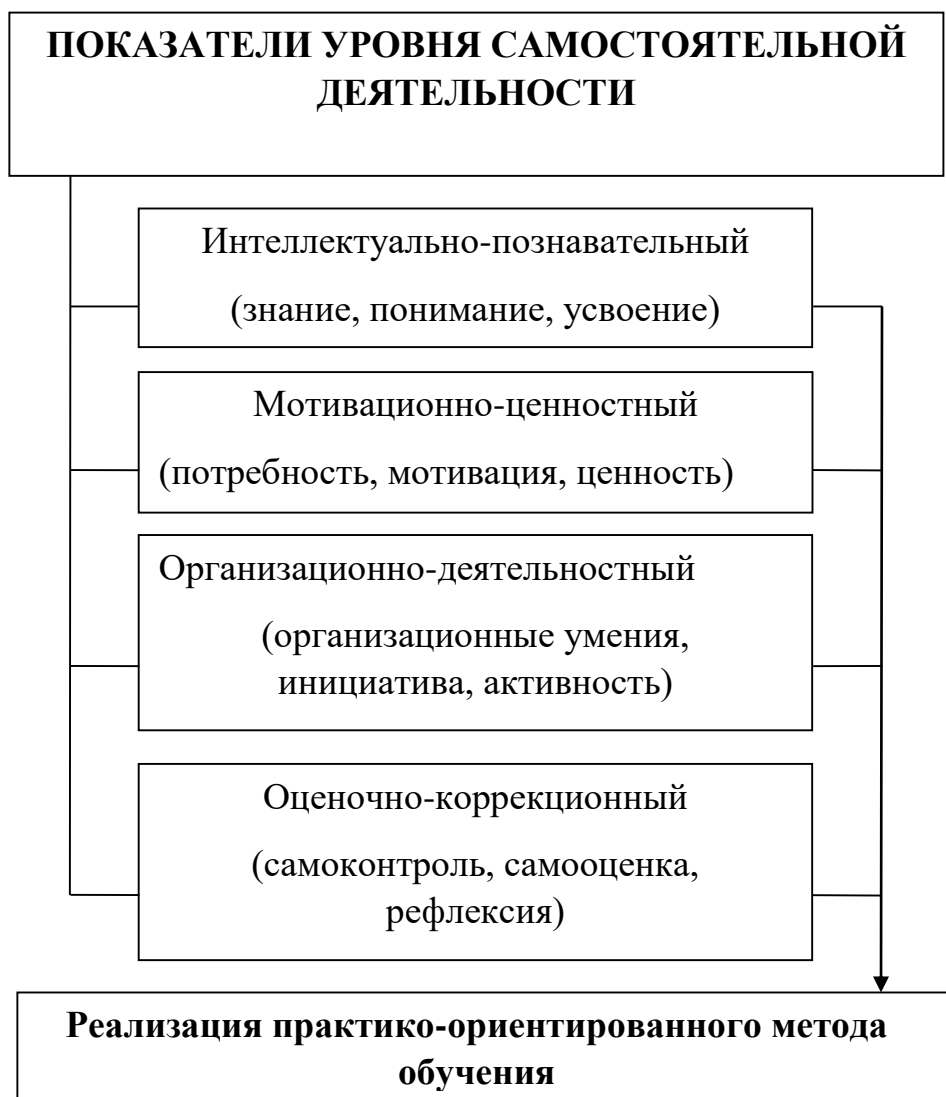 ПОКАЗАТЕЛИ УРОВНЯ САМОСТОЯТЕЛЬНОЙ
ДЕЯТЕЛЬНОСТИ
Интеллектуально-познавательный
(знание, понимание, усвоение)
Мотивационно-ценностный
(потребность, мотивация, ценность)
Организационно-деятельностный
(организационные умения,
инициатива, активность)
Оценочно-коррекционный
(самоконтроль, самооценка,
рефлексия)
Реализация практико-ориентированного метода
обучения